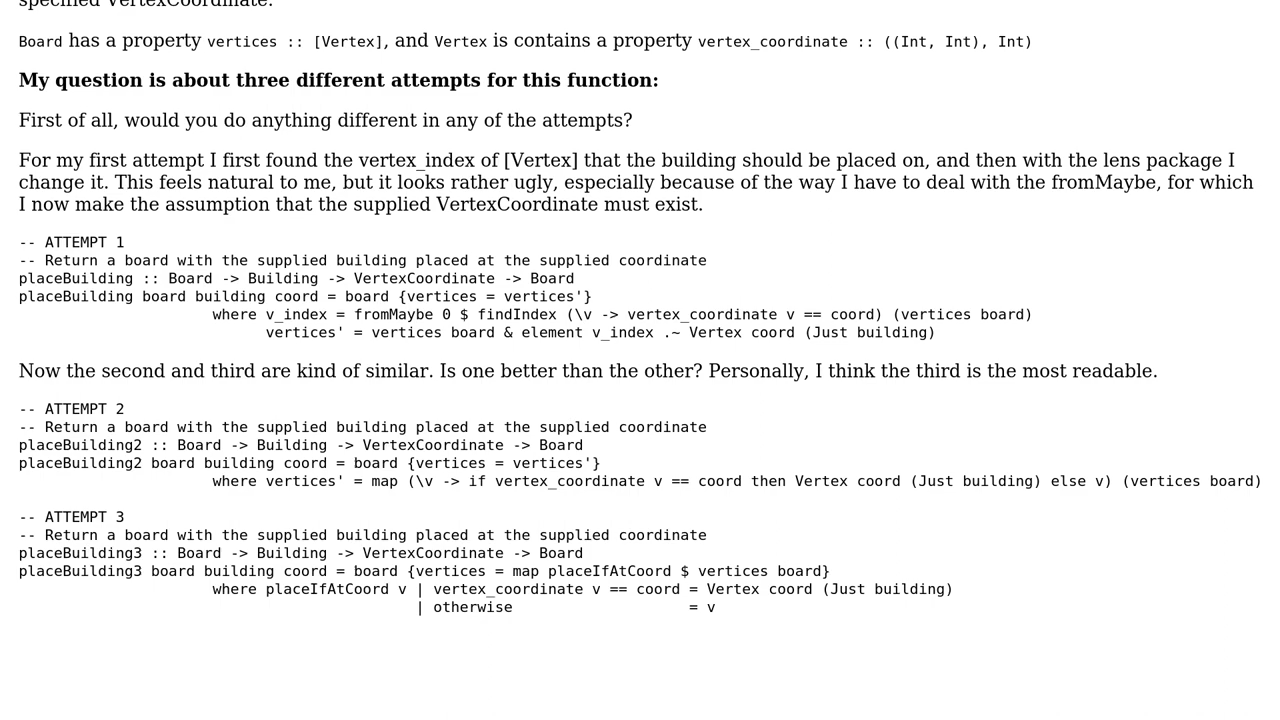 specified VertexCoordinate.
Board has a property vertices :: [Vertex], and Vertex is contains a property vertex_coordinate :: ((Int, Int), Int)
My question is about three different attempts for this function:
First of all, would you do anything different in any of the attempts?
For my first attempt I first found the vertex_index of [Vertex] that the building should be placed on, and then with the lens package I
change it. This feels natural to me, but it looks rather ugly, especially because of the way I have to deal with the fromMaybe, for which
I now make the assumption that the supplied VertexCoordinate must exist.
-- ATTEMPT 1
-- Return a board with the supplied building placed at the supplied coordinate
placeBuilding :: Board -> Building -> VertexCoordinate -> Board
placeBuilding board building coord = board {vertices = vertices'}
                      where v_index = fromMaybe 0 $ findIndex (\v -> vertex_coordinate v == coord) (vertices board)
                            vertices' = vertices board & element v_index .~ Vertex coord (Just building)
Now the second and third are kind of similar. Is one better than the other? Personally, I think the third is the most readable.
-- ATTEMPT 2
-- Return a board with the supplied building placed at the supplied coordinate
placeBuilding2 :: Board -> Building -> VertexCoordinate -> Board
placeBuilding2 board building coord = board {vertices = vertices'}
                      where vertices' = map (\v -> if vertex_coordinate v == coord then Vertex coord (Just building) else v) (vertices board)
-- ATTEMPT 3
-- Return a board with the supplied building placed at the supplied coordinate
placeBuilding3 :: Board -> Building -> VertexCoordinate -> Board
placeBuilding3 board building coord = board {vertices = map placeIfAtCoord $ vertices board}
                      where placeIfAtCoord v | vertex_coordinate v == coord = Vertex coord (Just building)
                                             | otherwise                    = v